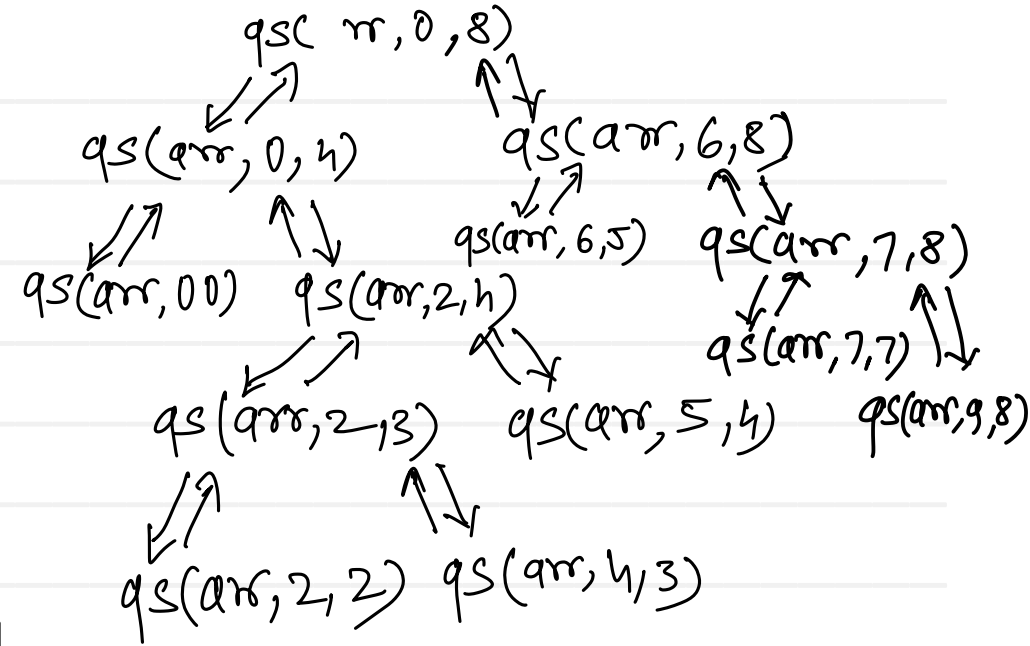 qs( rr, 0, 8)
qs(arr, 0, 4) qs(arr, 6, 8)
qs(arr, 6, 5) qs(arr, 7, 8)
qs(arr, 0 0) qs(arr, 2, 4)
qs(arr, 7, 7)
qs(arr, 2, 3) qs(arr, 5, 4) qs(arr, 9, 8)
qs(arr, 2, 2) qs(arr, 4, 3)